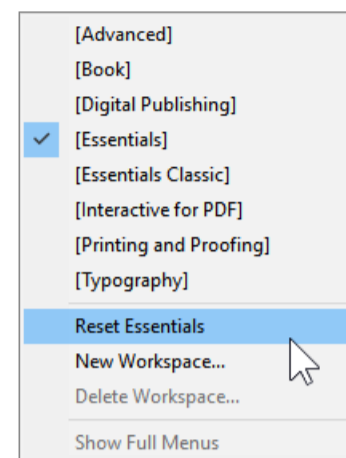 [Advanced]
[Book]
[Digital Publishing]
[Essentials]
[Essentials Classic]
[Interactive for PDF]
[Printing and Proofing]
[Typography]
Reset Essentials
New Workspace...
Delete Workspace...
Show Full Menus